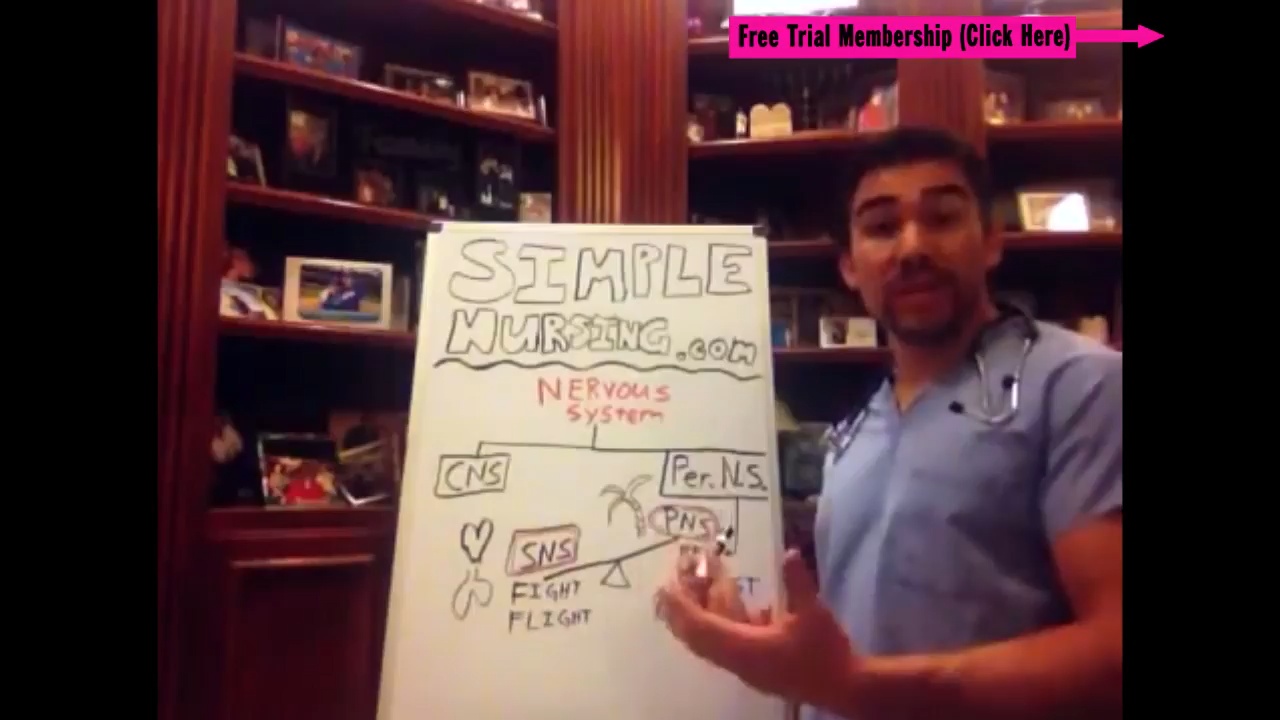 Free Trial Membership (Click Here)
SIMPLE
NURSING.COM
NERVOUS
SYSTEM
CNS
Per. N.S.
PNS
SNS
FIGHT
FLIGHT